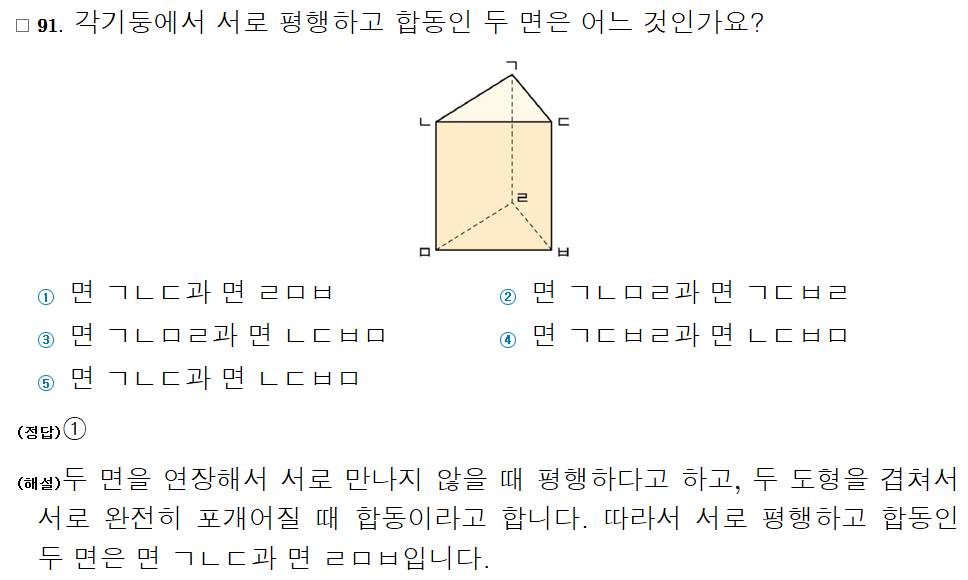 □ 91. 각기둥에서 서로 평행하고 합동인 두 면은 어느 것인가요?
ㄱ
ㄴ ㄷ
ㄹ
ㅁ ㅂ
① 면 ㄱㄴㄷ과 면 ㄹㅁㅂ ② 면 ㄱㄴㅁㄹ과 면 ㄱㄷㅂㄹ
③ 면 ㄱㄴㅁㄹ과 면 ㄴㄷㅂㅁ ④ 면 ㄱㄷㅂㄹ과 면 ㄴㄷㅂㅁ
⑤ 면 ㄱㄴㄷ과 면 ㄴㄷㅂㅁ
(정답)①
(해설)두 면을 연장해서 서로 만나지 않을 때 평행하다고 하고, 두 도형을 겹쳐서
서로 완전히 포개어질 때 합동이라고 합니다. 따라서 서로 평행하고 합동인
두 면은 면 ㄱㄴㄷ과 면 ㄹㅁㅂ입니다.